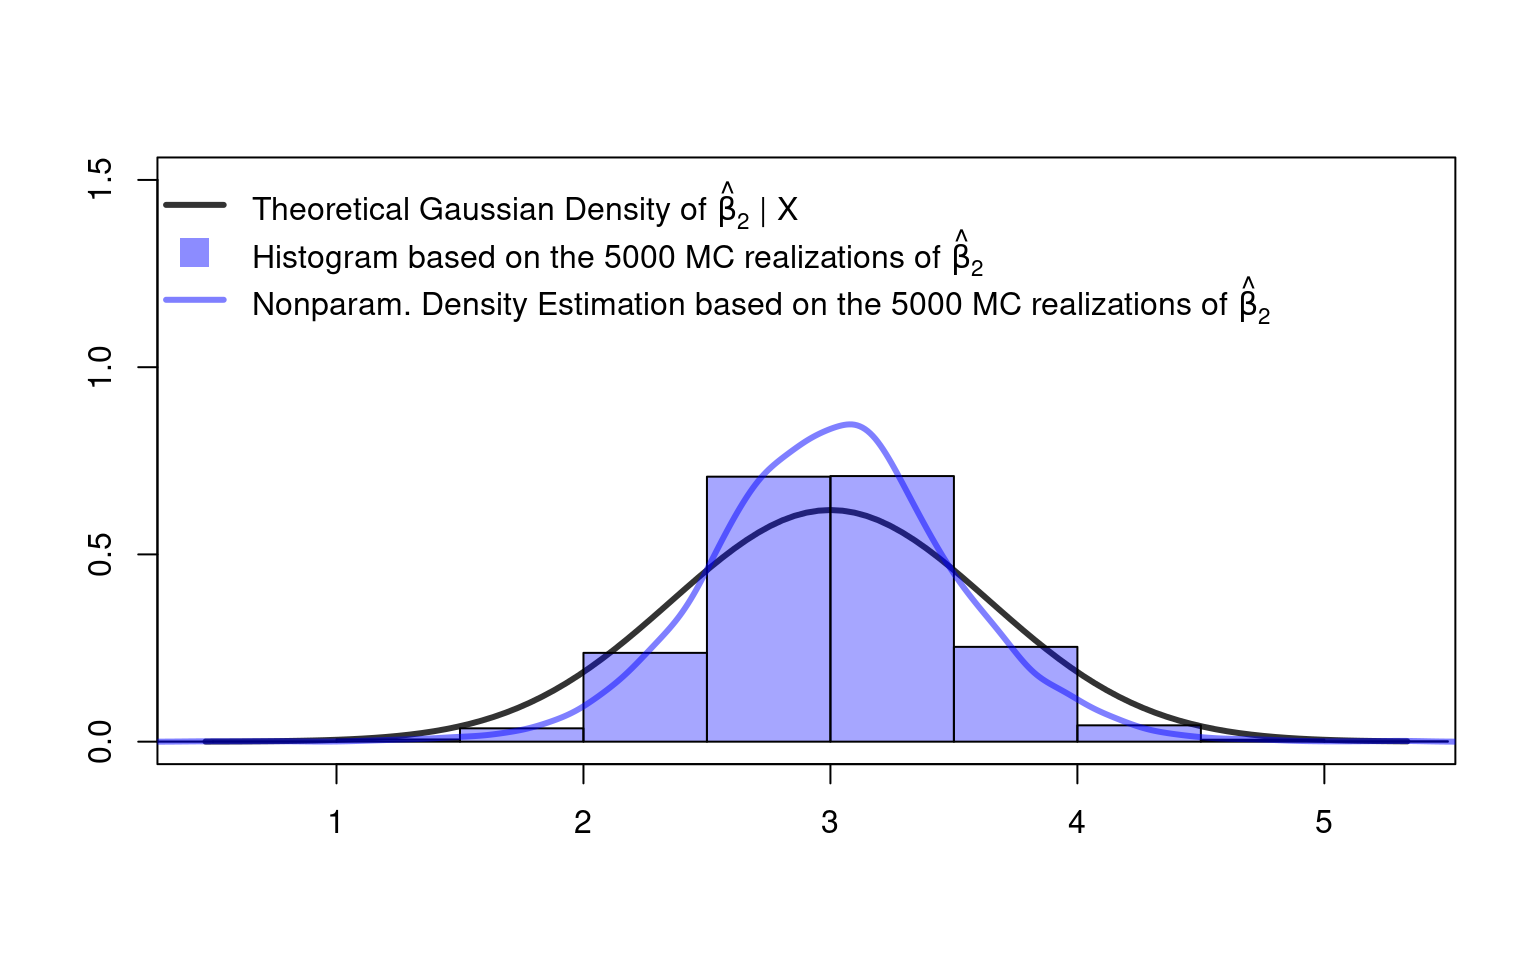 1.5
Theoretical Gaussian Density of β̂₂ | X
Histogram based on the 5000 MC realizations of β̂₂
Nonparam. Density Estimation based on the 5000 MC realizations of β̂₂
1.0
0.5
0.0
1 2 3 4 5